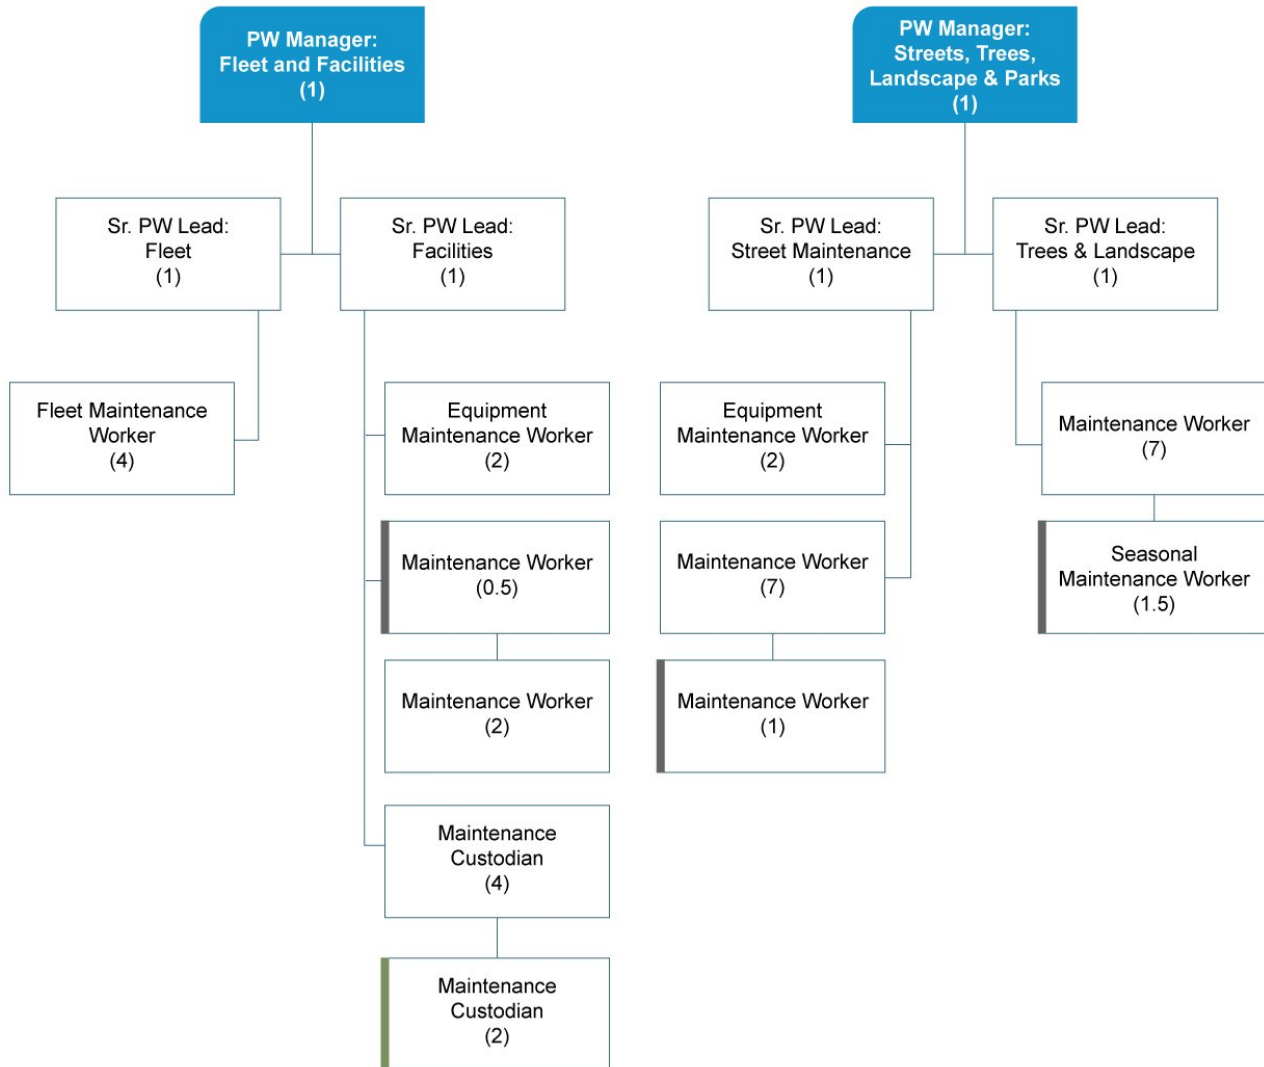 PW Manager:
Fleet and Facilities
(1)
PW Manager:
Streets, Trees,
Landscape & Parks
(1)
Sr. PW Lead:
Fleet
(1)
Sr. PW Lead:
Facilities
(1)
Sr. PW Lead:
Street Maintenance
(1)
Sr. PW Lead:
Trees & Landscape
(1)
Fleet Maintenance
Worker
(4)
Equipment
Maintenance Worker
(2)
Equipment
Maintenance Worker
(2)
Maintenance Worker
(7)
Maintenance Worker
(0.5)
Maintenance Worker
(7)
Seasonal
Maintenance Worker
(1.5)
Maintenance Worker
(2)
Maintenance Worker
(1)
Maintenance
Custodian
(4)
Maintenance
Custodian
(2)